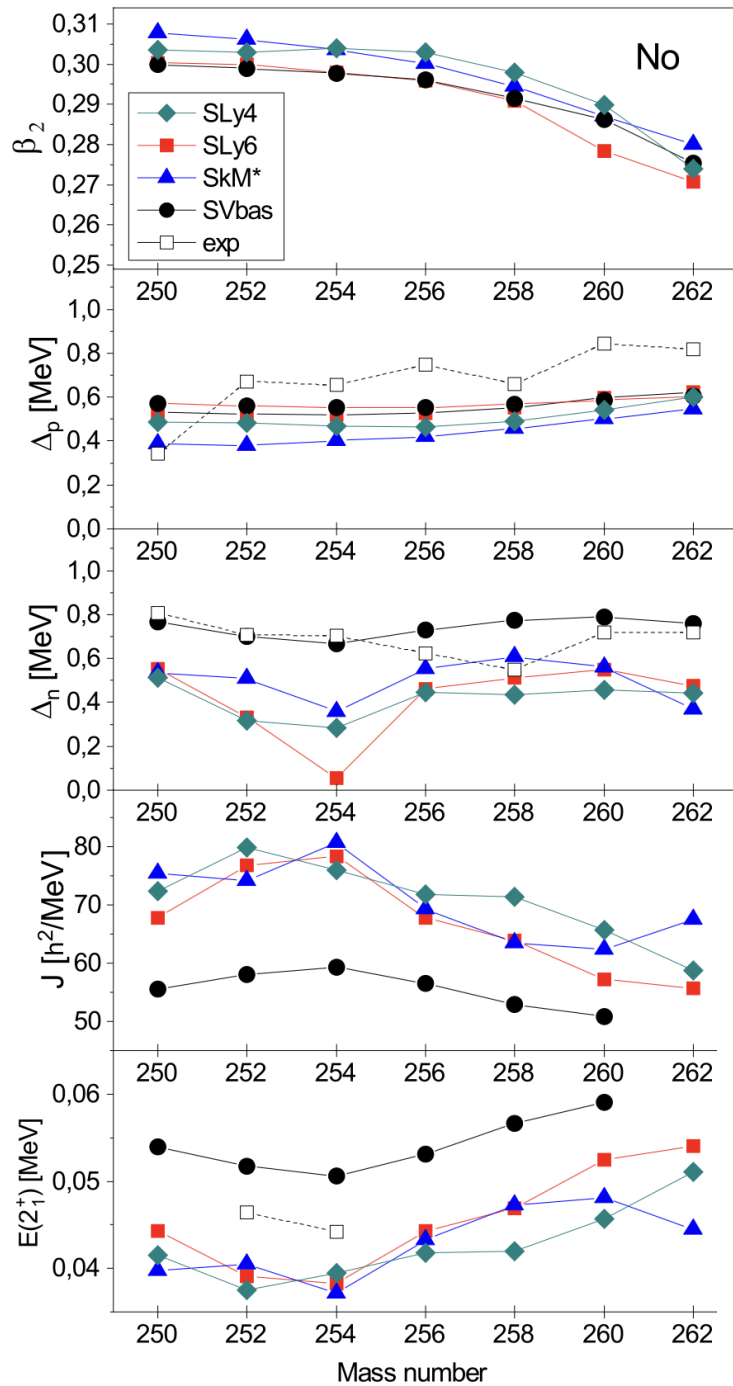 0,31
0,30
0,29
0,28
0,27
0,26
0,25
β₂
No
SLy4
SLy6
SkM*
SVbas
exp
250 252 254 256 258 260 262
1,0
0,8
0,6
0,4
0,2
0,0
Δp [MeV]
250 252 254 256 258 260 262
1,0
0,8
0,6
0,4
0,2
0,0
Δn [MeV]
250 252 254 256 258 260 262
80
70
60
50
J [h²/MeV]
250 252 254 256 258 260 262
0,06
0,05
0,04
E(2₁⁺) [MeV]
250 252 254 256 258 260 262
Mass number